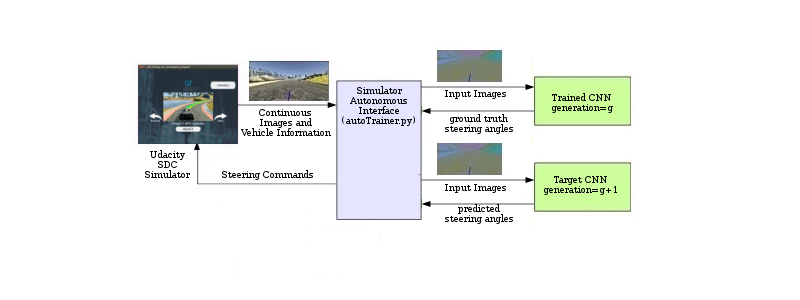 Udacity
SDC
Simulator
Continuous
Images and
Vehicle Information
Steering Commands
Simulator
Autonomous
Interface
(autoTrainer.py)
Input Images
ground truth
steering angles
Trained CNN
generation=g
Input Images
predicted
steering angles
Target CNN
generation=g+1